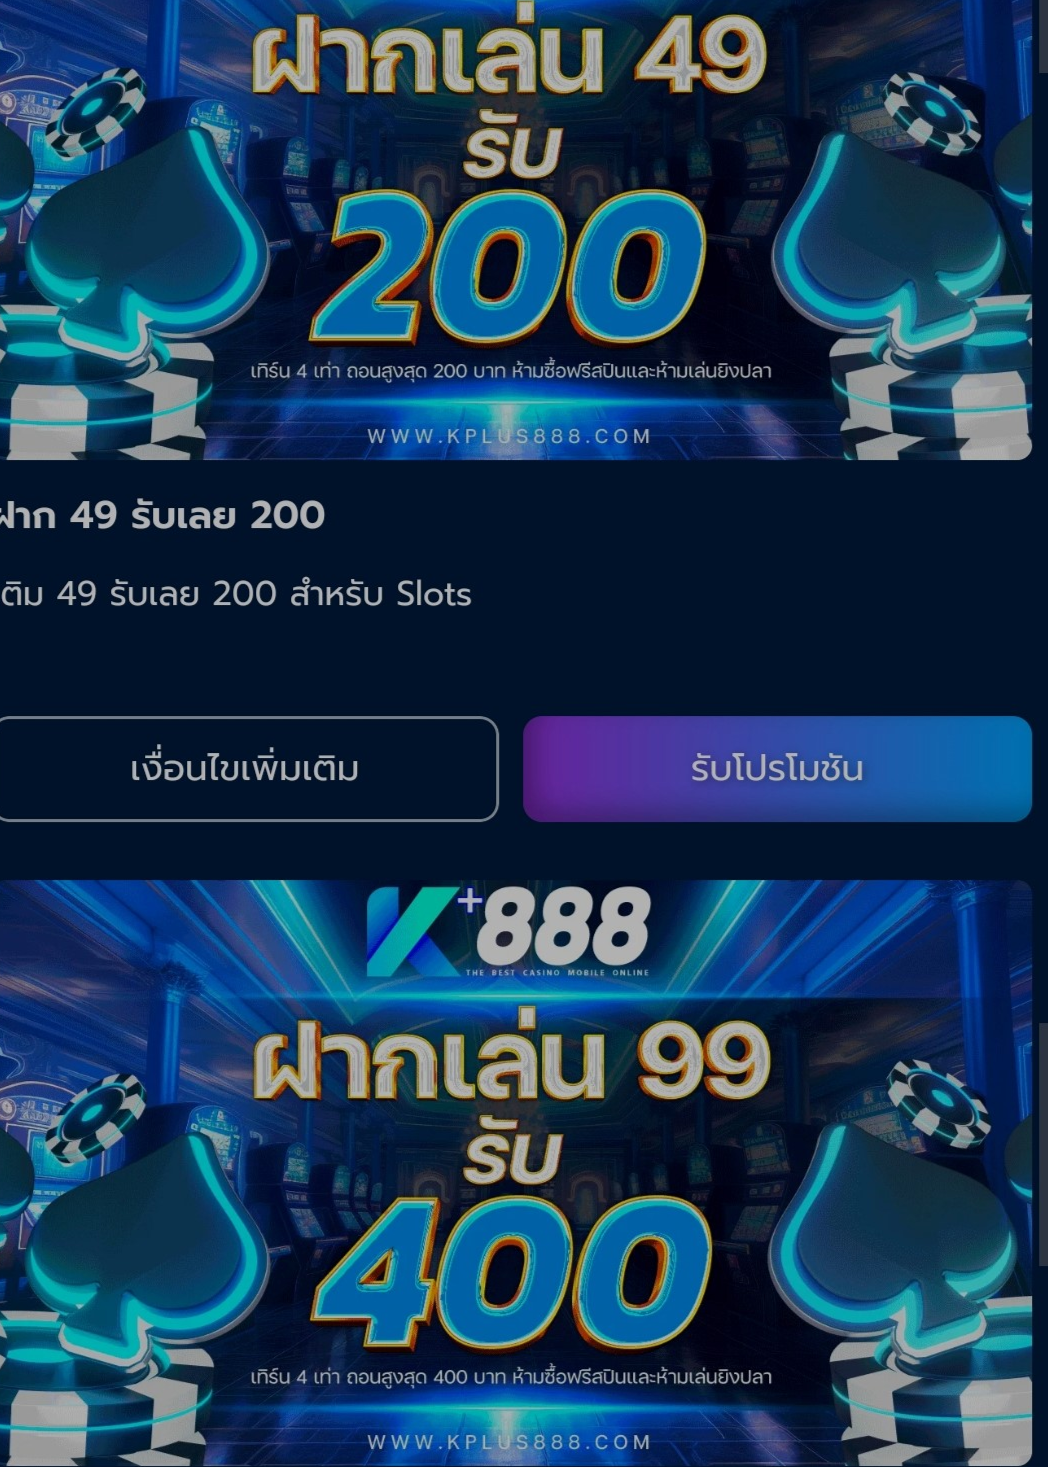 ฝากเล่น 49
รับ
200
เทิร์น 4 เท่า ถอนสูงสุด 200 บาท ห้ามซื้อฟรีสปินและห้ามเล่นยิงปลา
WWW.KPLUS888.COM
ฝาก 49 รับเลย 200
เติม 49 รับเลย 200 สำหรับ Slots
เงื่อนไขเพิ่มเติม
รับโปรโมชัน
K+888
THE BEST CASINO MOBILE ONLINE
ฝากเล่น 99
รับ
400
เทิร์น 4 เท่า ถอนสูงสุด 400 บาท ห้ามซื้อฟรีสปินและห้ามเล่นยิงปลา
WWW.KPLUS888.COM